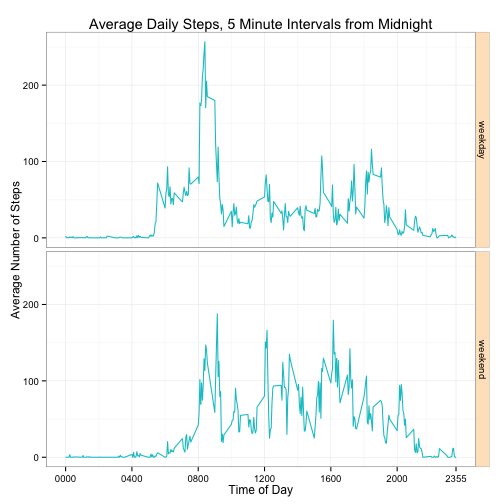 Average Daily Steps, 5 Minute Intervals from Midnight
Average Number of Steps
200
100
0
weekday
200
100
0
weekend
0000 0400 0800 1200 1600 2000 2355
Time of Day